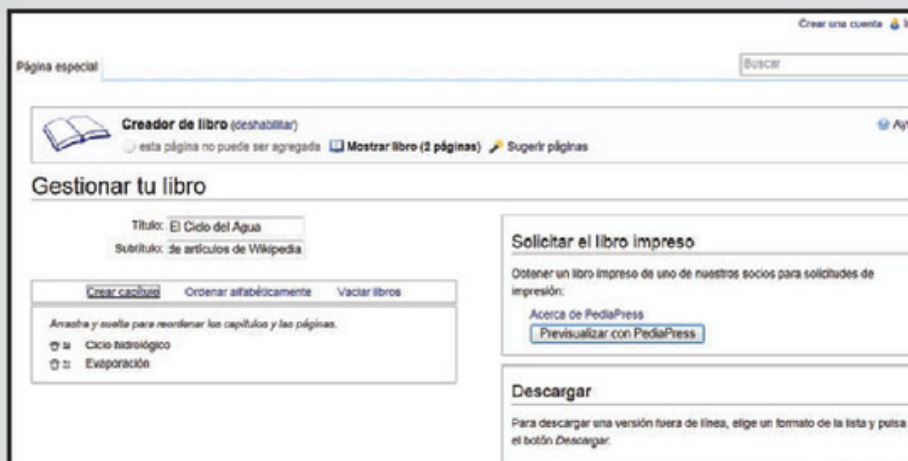 Crear una cuenta
Página especial
Buscar
Creador de libro (deshabilitar)
Ay
esta página no puede ser agregada Mostrar libro (2 páginas) Sugerir páginas
Gestionar tu libro
Título: El Ciclo del Agua
Subtítulo: de artículos de Wikipedia
Crear capítulo Ordenar alfabéticamente Vaciar libros
Arrastra y suelta para reordenar los capítulos y las páginas.
Ciclo hidrológico
Evaporación
Solicitar el libro impreso
Obtener un libro impreso de uno de nuestros socios para solicitudes de
impresión:
Acerca de PediaPress
Previsualizar con PediaPress
Descargar
Para descargar una versión fuera de línea, elige un formato de la lista y pulsa
el botón Descargar.